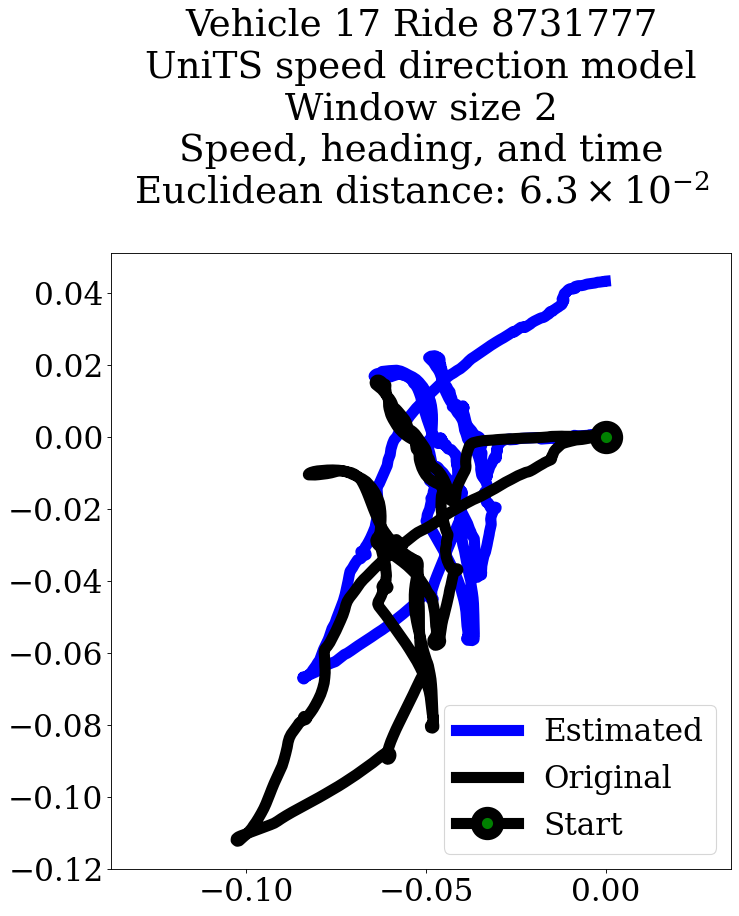 Vehicle 17 Ride 8731777
UniTS speed direction model
Window size 2
Speed, heading, and time
Euclidean distance: 6.3 × 10⁻²
0.04
0.02
0.00
−0.02
−0.04
−0.06
−0.08
−0.10
−0.12
Estimated
Original
Start
−0.10
−0.05
0.00